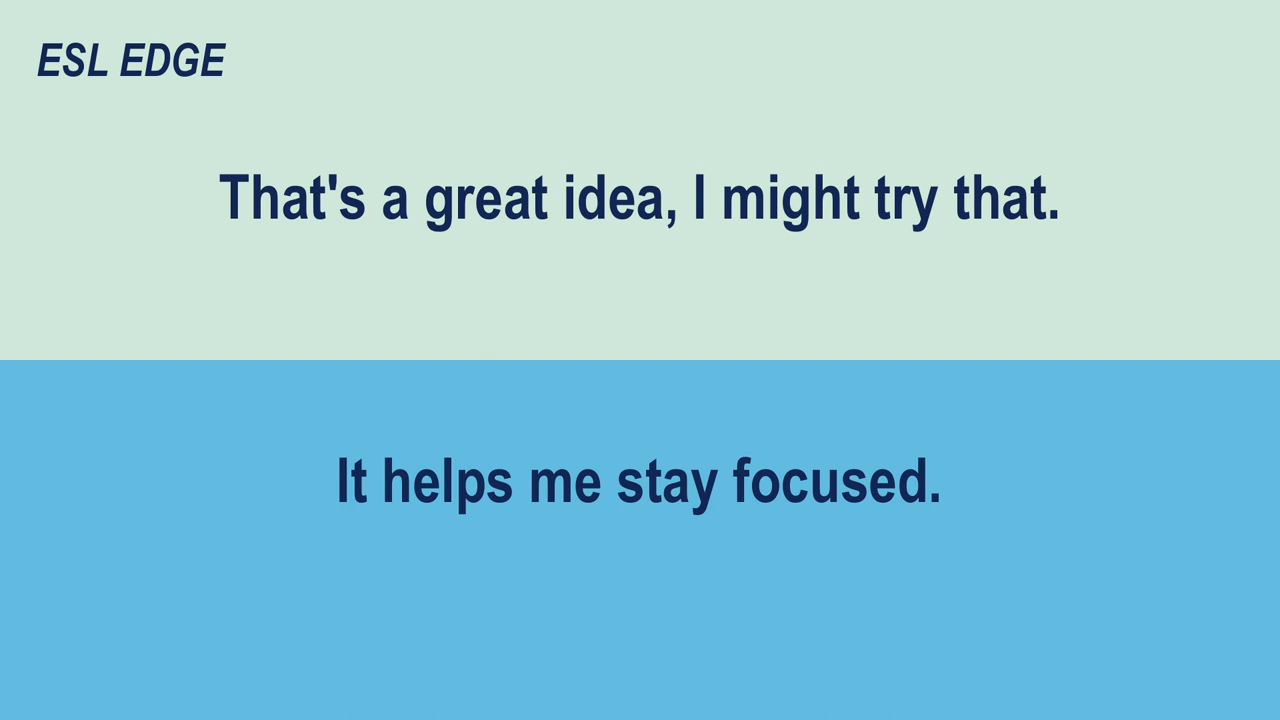 ESL EDGE
That's a great idea, I might try that.
It helps me stay focused.